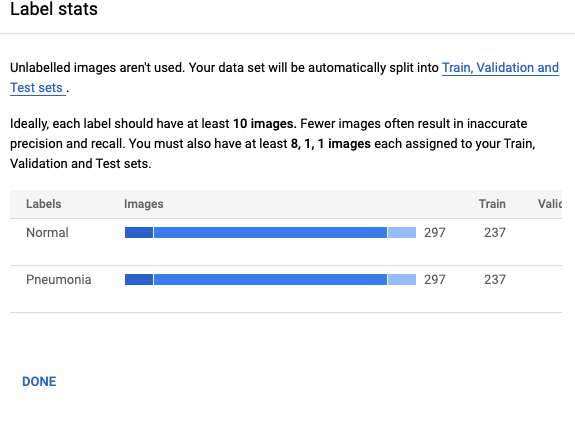 Label stats
Unlabelled images aren't used. Your data set will be automatically split into Train, Validation and
Test sets .
Ideally, each label should have at least 10 images. Fewer images often result in inaccurate
precision and recall. You must also have at least 8, 1, 1 images each assigned to your Train,
Validation and Test sets.
Labels Images Train Valid
Normal 297 237
Pneumonia 297 237
DONE